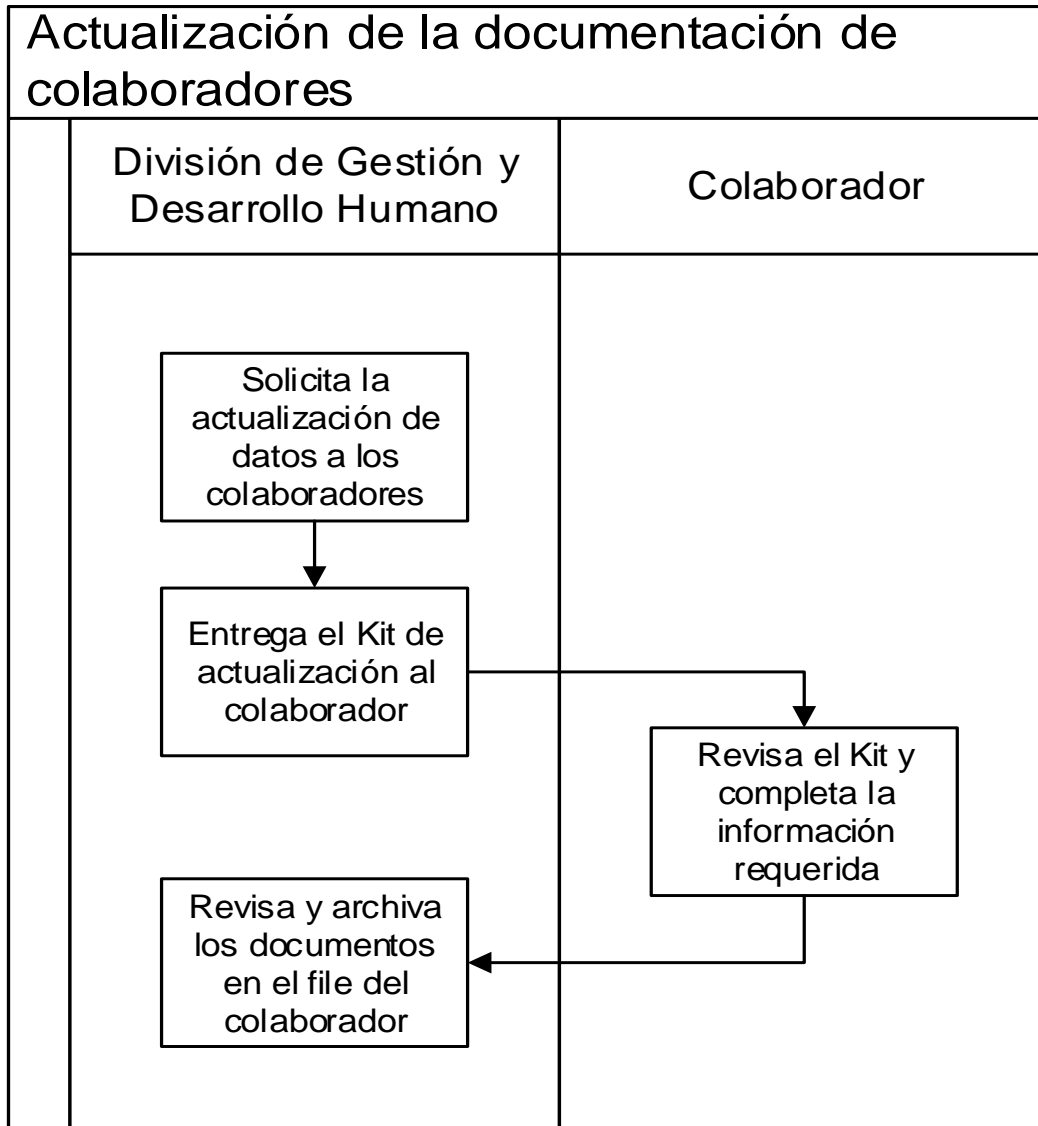 Actualización de la documentación de
colaboradores
División de Gestión y
Desarrollo Humano
Colaborador
Solicita la
actualización de
datos a los
colaboradores
Entrega el Kit de
actualización al
colaborador
Revisa el Kit y
completa la
información
requerida
Revisa y archiva
los documentos
en el file del
colaborador